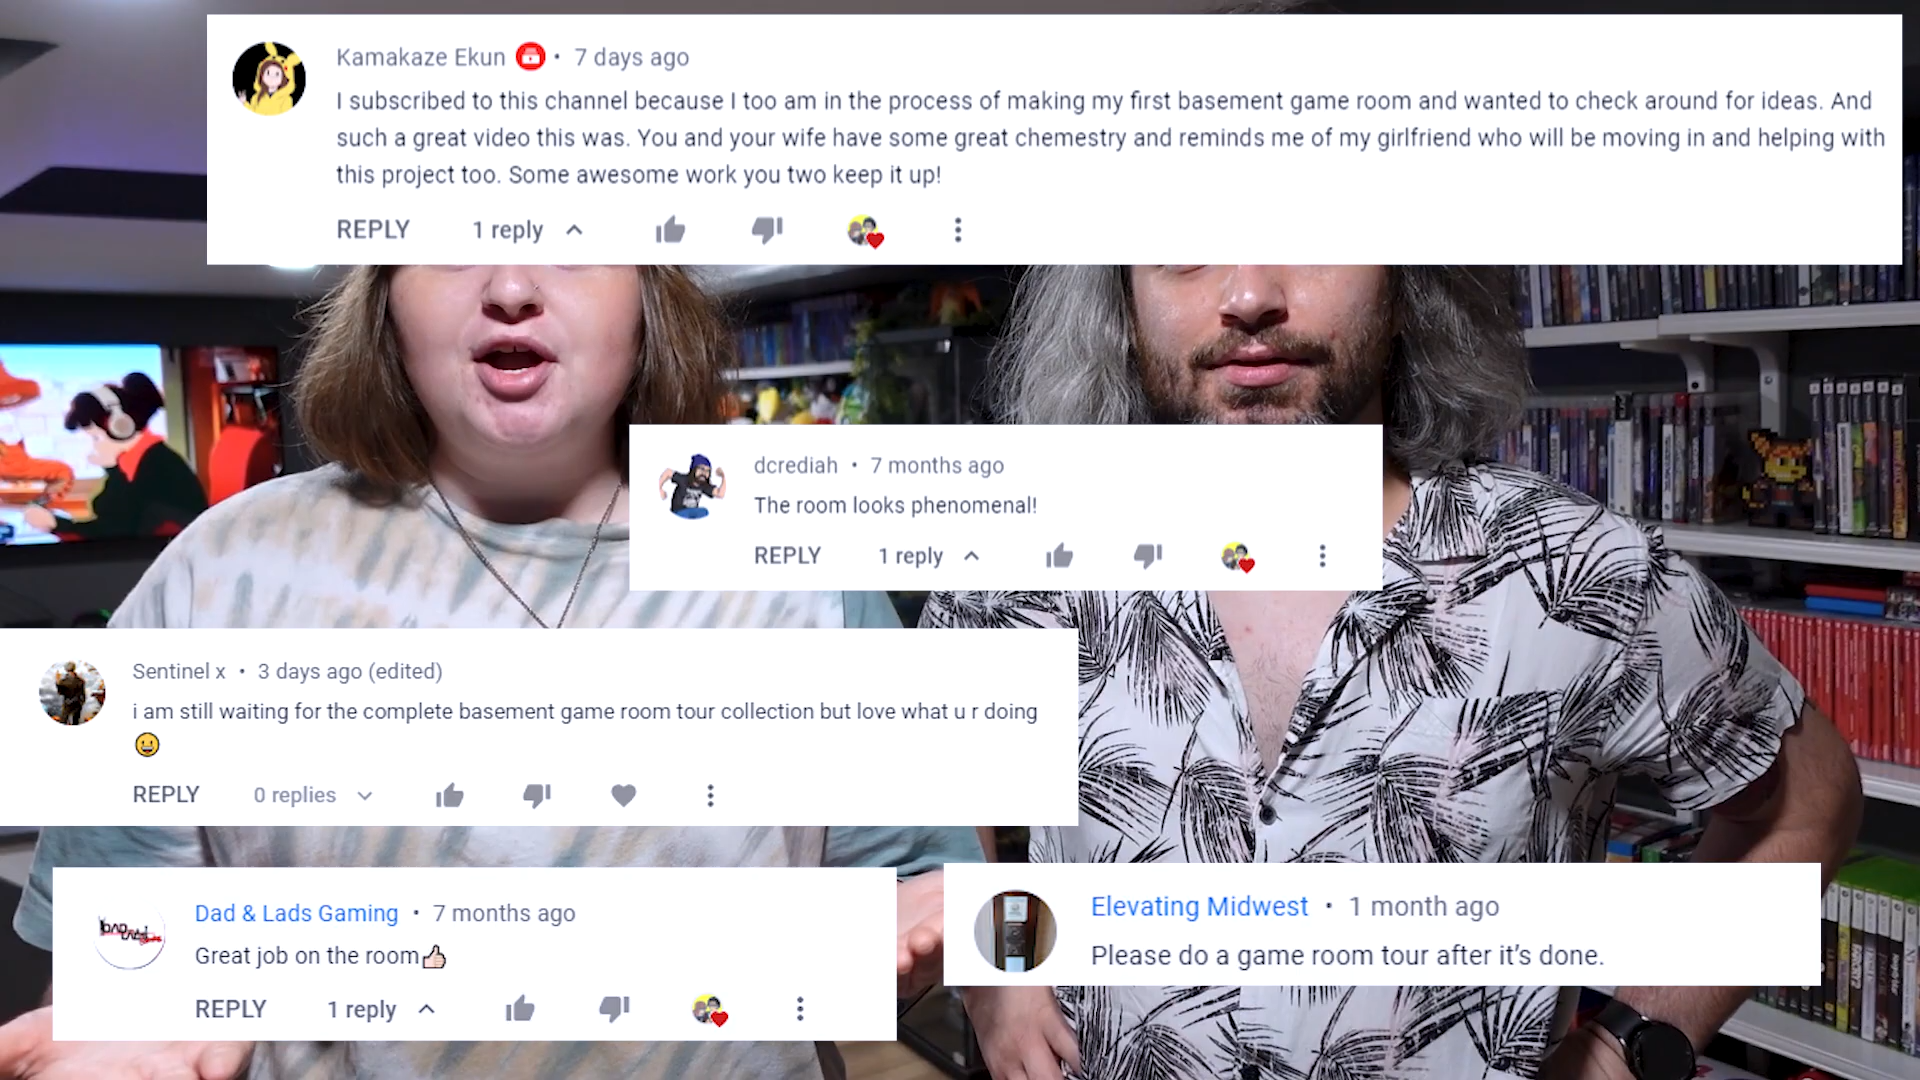 Kamakaze Ekun • 7 days ago
I subscribed to this channel because I too am in the process of making my first basement game room and wanted to check around for ideas. And
such a great video this was. You and your wife have some great chemestry and reminds me of my girlfriend who will be moving in and helping with
this project too. Some awesome work you two keep it up!
REPLY 1 reply
dcrediah • 7 months ago
The room looks phenomenal!
REPLY 1 reply
Sentinel x • 3 days ago (edited)
i am still waiting for the complete basement game room tour collection but love what u r doing
😀
REPLY 0 replies
Dad & Lads Gaming • 7 months ago
Great job on the room👍🏻
REPLY 1 reply
Elevating Midwest • 1 month ago
Please do a game room tour after it's done.